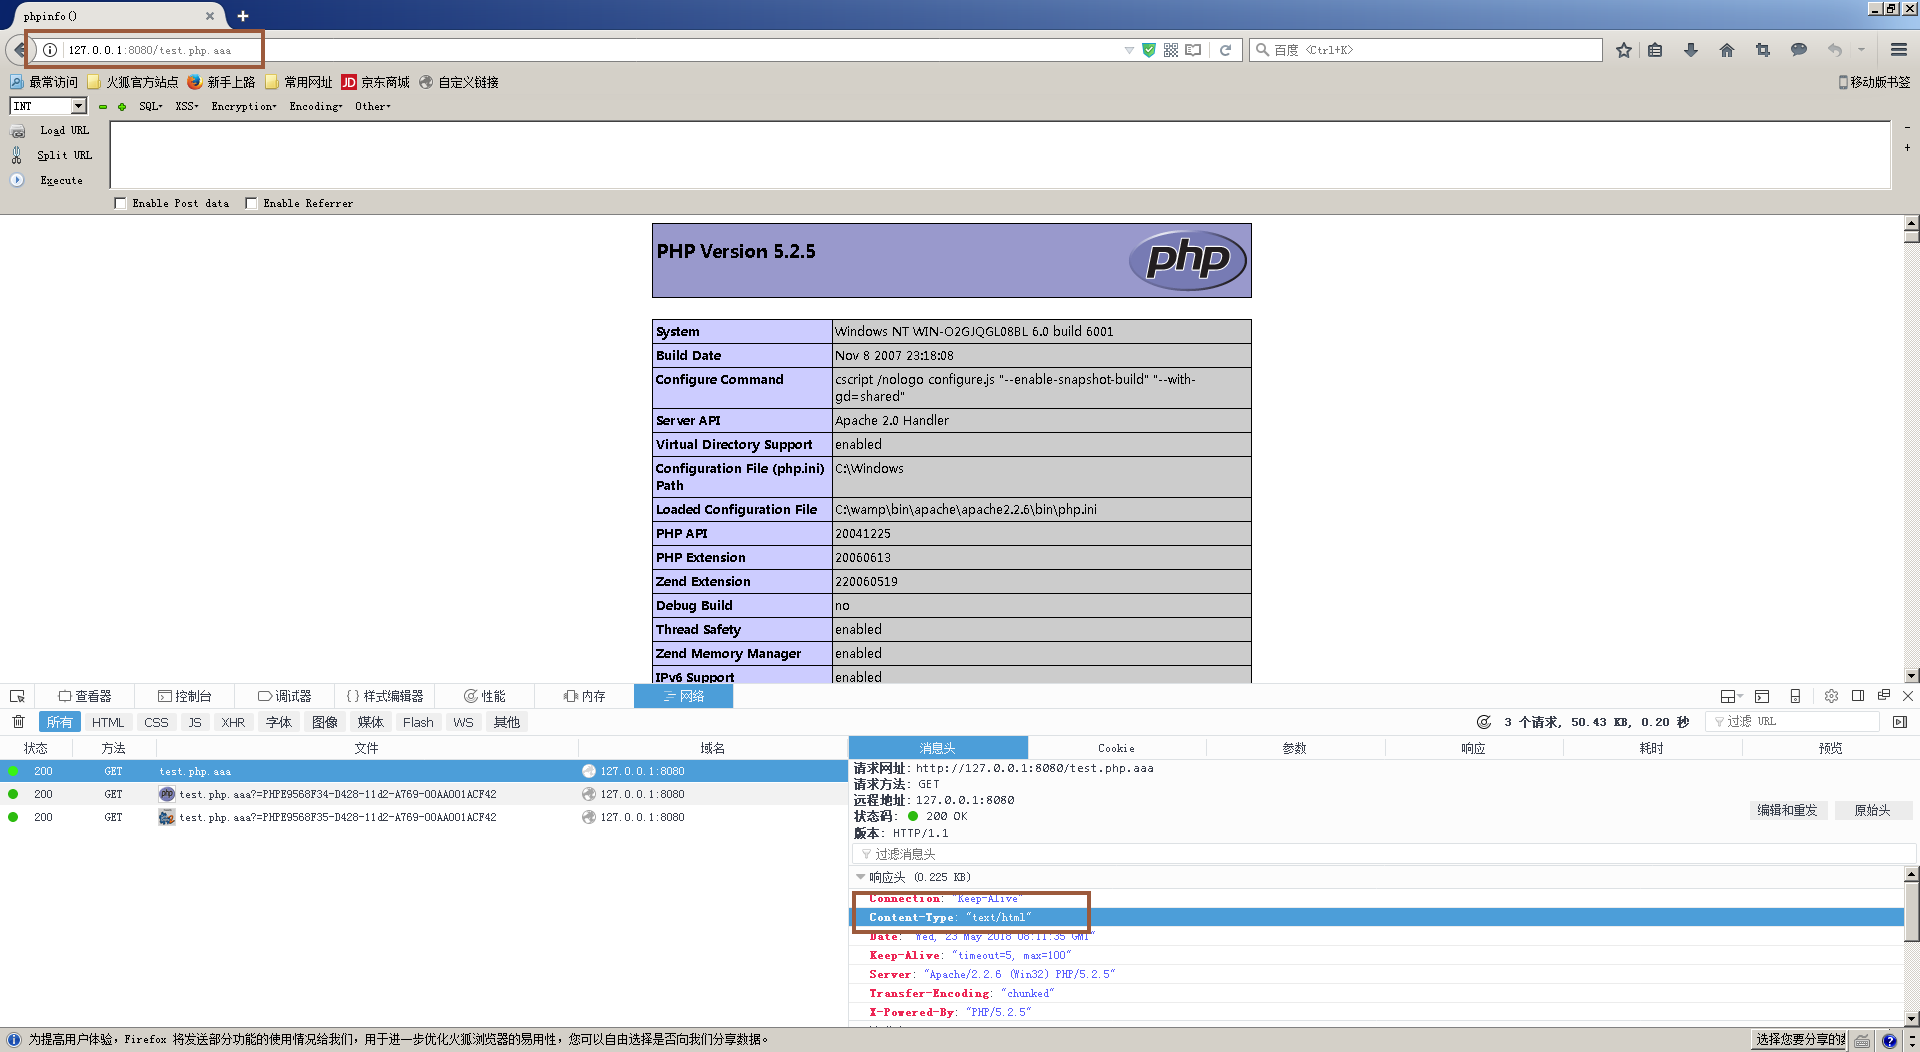 phpinfo()
127.0.0.1:8080/test.php.aaa
百度 <Ctrl+K>
最常访问 火狐官方站点 新手上路 常用网址 JD 京东商城 自定义链接 移动版书签
INT SQL XSS Encryption Encoding Other
Load URL
Split URL
Execute
Enable Post data Enable Referrer
PHP Version 5.2.5
php
System Windows NT WIN-O2GJQGL08BL 6.0 build 6001
Build Date Nov 8 2007 23:18:08
Configure Command cscript /nologo configure.js "--enable-snapshot-build" "--with-
gd=shared"
Server API Apache 2.0 Handler
Virtual Directory Support enabled
Configuration File (php.ini) C:\Windows
Path
Loaded Configuration File C:\wamp\bin\apache\apache2.2.6\bin\php.ini
PHP API 20041225
PHP Extension 20060613
Zend Extension 220060519
Debug Build no
Thread Safety enabled
Zend Memory Manager enabled
IPv6 Support enabled
查看器 控制台 调试器 {} 样式编辑器 性能 内存 网络
所有 HTML CSS JS XHR 字体 图像 媒体 Flash WS 其他 3 个请求, 50.43 KB, 0.20 秒 过滤 URL
状态 方法 文件 域名 消息头 Cookie 参数 响应 耗时 预览
200 GET test.php.aaa 127.0.0.1:8080
200 GET test.php.aaa?=PHPE9568F34-D428-11d2-A769-00AA001ACF42 127.0.0.1:8080
200 GET test.php.aaa?=PHPE9568F35-D428-11d2-A769-00AA001ACF42 127.0.0.1:8080
请求网址: http://127.0.0.1:8080/test.php.aaa
请求方法: GET
远程地址: 127.0.0.1:8080
状态码: 200 OK
版本: HTTP/1.1
编辑和重发 原始头
过滤消息头
响应头 (0.225 KB)
Connection: "Keep-Alive"
Content-Type: "text/html"
Date: "Wed, 23 May 2018 08:11:35 GMT"
Keep-Alive: "timeout=5, max=100"
Server: "Apache/2.2.6 (Win32) PHP/5.2.5"
Transfer-Encoding: "chunked"
X-Powered-By: "PHP/5.2.5"
为提高用户体验，Firefox 将发送部分功能的使用情况给我们，用于进一步优化火狐浏览器的易用性，您可以自由选择是否向我们分享数据。 选择您要分享的